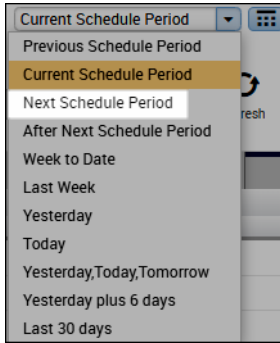 Current Schedule Period
Previous Schedule Period
Current Schedule Period
Next Schedule Period
resh
After Next Schedule Period
Week to Date
Last Week
Yesterday
Today
Yesterday,Today,Tomorrow
Yesterday plus 6 days
Last 30 days